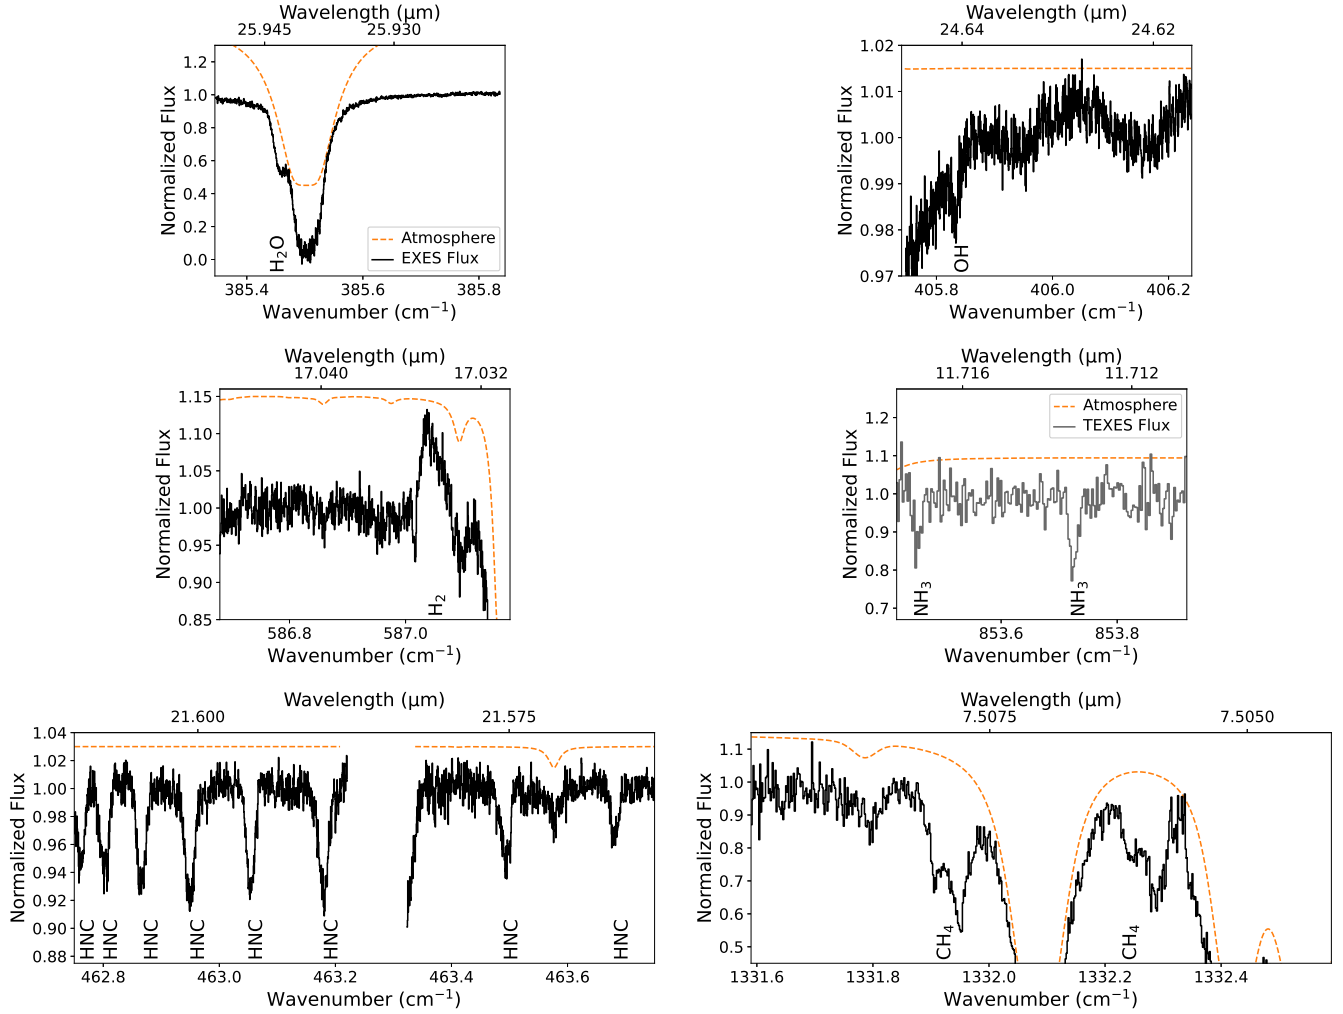 Wavelength (μm)
25.945 25.930
Normalized Flux
1.2
1.0
0.8
0.6
0.4
0.2
0.0
H₂O
Atmosphere
EXES Flux
385.4 385.6 385.8
Wavenumber (cm⁻¹)
Wavelength (μm)
24.64 24.62
Normalized Flux
1.02
1.01
1.00
0.99
0.98
0.97
OH
405.8 406.0 406.2
Wavenumber (cm⁻¹)
Wavelength (μm)
17.040 17.032
Normalized Flux
1.15
1.10
1.05
1.00
0.95
0.90
0.85
H₂
586.8 587.0
Wavenumber (cm⁻¹)
Wavelength (μm)
11.716 11.712
Normalized Flux
1.2
1.1
1.0
0.9
0.8
0.7
Atmosphere
TEXES Flux
NH₃ NH₃
853.6 853.8
Wavenumber (cm⁻¹)
Wavelength (μm)
21.600 21.575
Normalized Flux
1.04
1.02
1.00
0.98
0.96
0.94
0.92
0.90
0.88
HNC HNC HNC HNC HNC HNC HNC HNC
462.8 463.0 463.2 463.4 463.6
Wavenumber (cm⁻¹)
Wavelength (μm)
7.5075 7.5050
Normalized Flux
1.1
1.0
0.9
0.8
0.7
0.6
0.5
CH₄ CH₄
1331.6 1331.8 1332.0 1332.2 1332.4
Wavenumber (cm⁻¹)